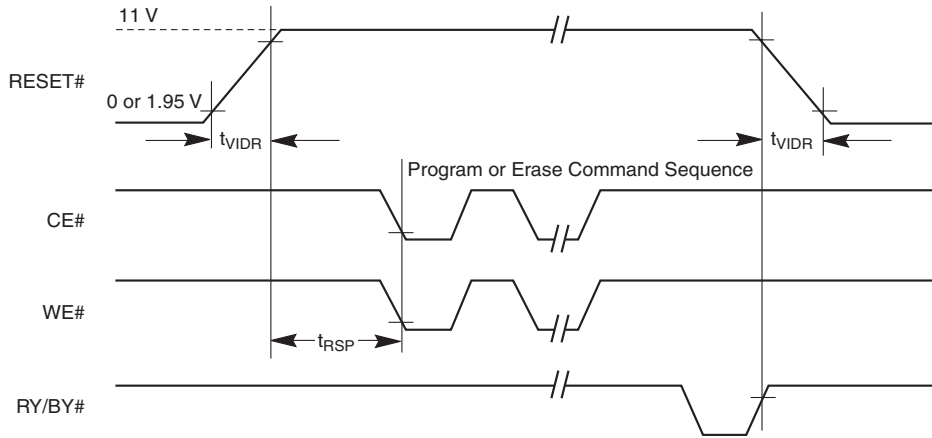 11 V
RESET#
0 or 1.95 V
tVIDR
tVIDR
Program or Erase Command Sequence
CE#
WE#
tRSP
RY/BY#